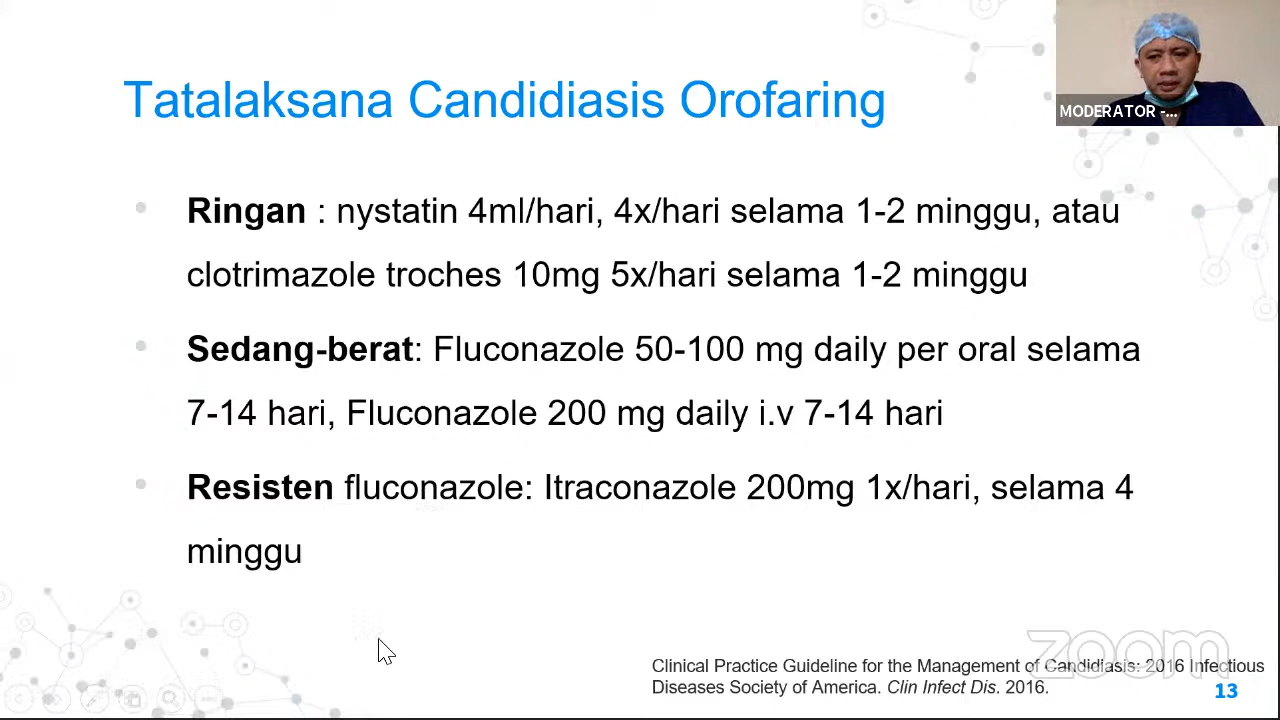 Tatalaksana Candidiasis Orofaring
MODERATOR -...
Ringan : nystatin 4ml/hari, 4x/hari selama 1-2 minggu, atau
clotrimazole troches 10mg 5x/hari selama 1-2 minggu
Sedang-berat: Fluconazole 50-100 mg daily per oral selama
7-14 hari, Fluconazole 200 mg daily i.v 7-14 hari
Resisten fluconazole: Itraconazole 200mg 1x/hari, selama 4
minggu
zoom
Clinical Practice Guideline for the Management of Candidiasis: 2016 Infectious
Diseases Society of America. Clin Infect Dis. 2016.
13